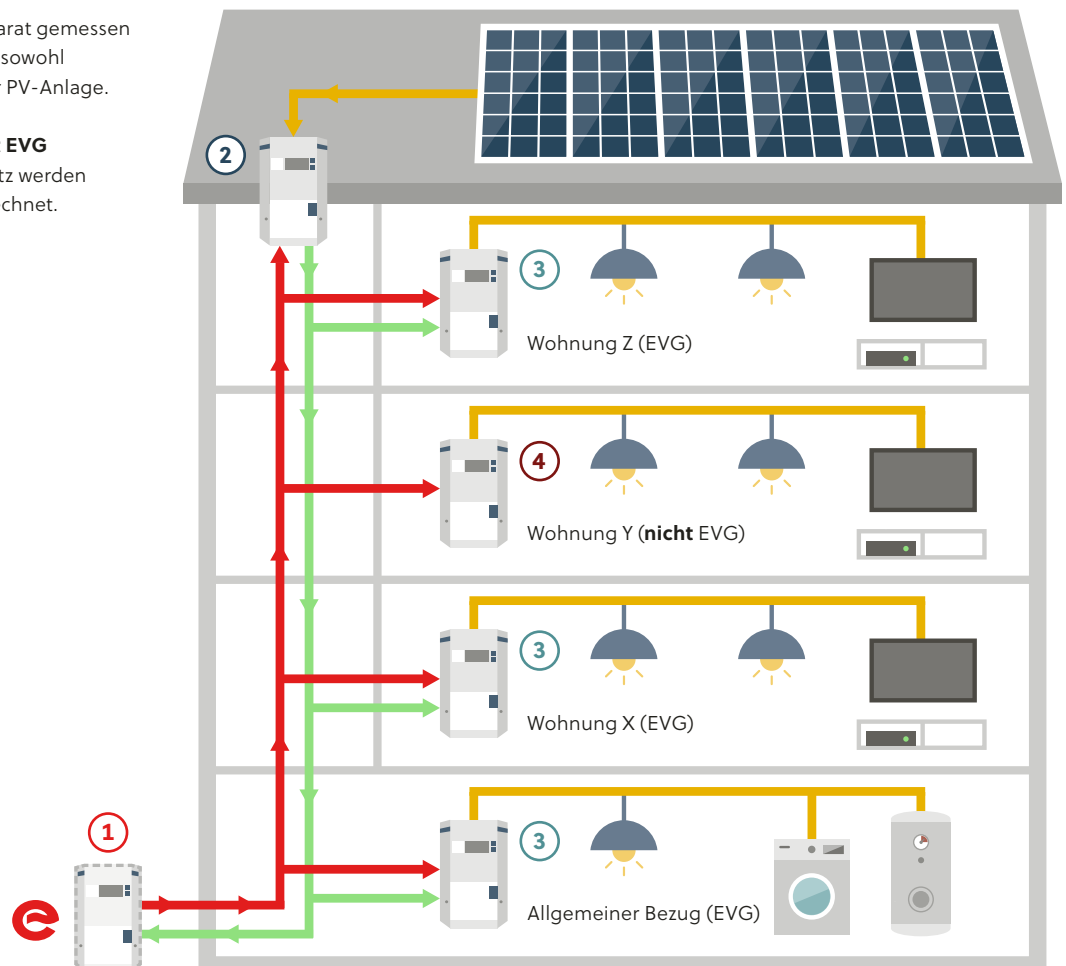 arat gemessen
sowohl
PV-Anlage.
EVG
tz werden
chnet.
2
3
Wohnung Z (EVG)
4
Wohnung Y (nicht EVG)
3
Wohnung X (EVG)
1
3
Allgemeiner Bezug (EVG)